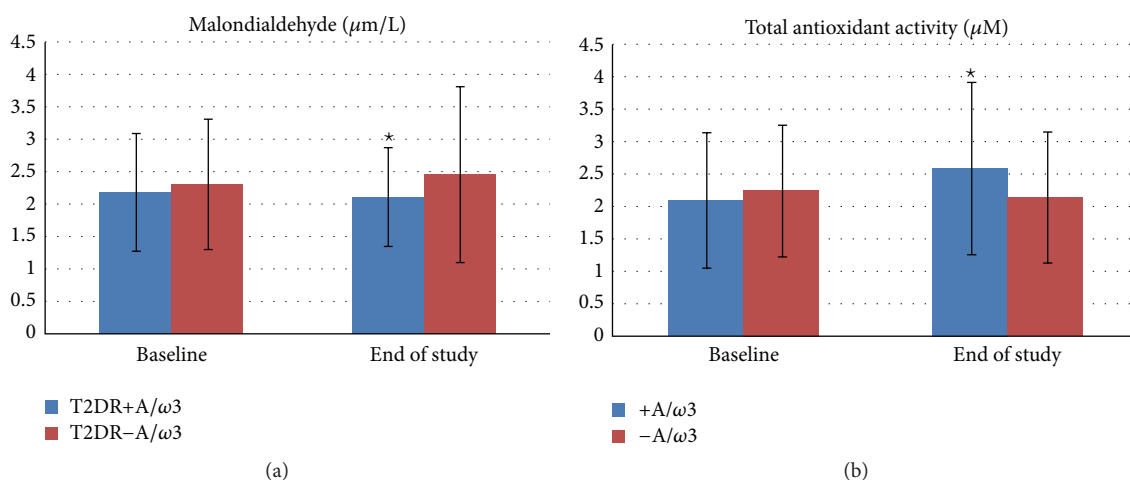 Malondialdehyde (μm/L)
4.5
4
3.5
3
2.5
2
1.5
1
0.5
0
*
Baseline
End of study
T2DR+A/ω3
T2DR−A/ω3
(a)
Total antioxidant activity (μM)
4.5
4
3.5
3
2.5
2
1.5
1
0.5
0
*
Baseline
End of study
+A/ω3
−A/ω3
(b)